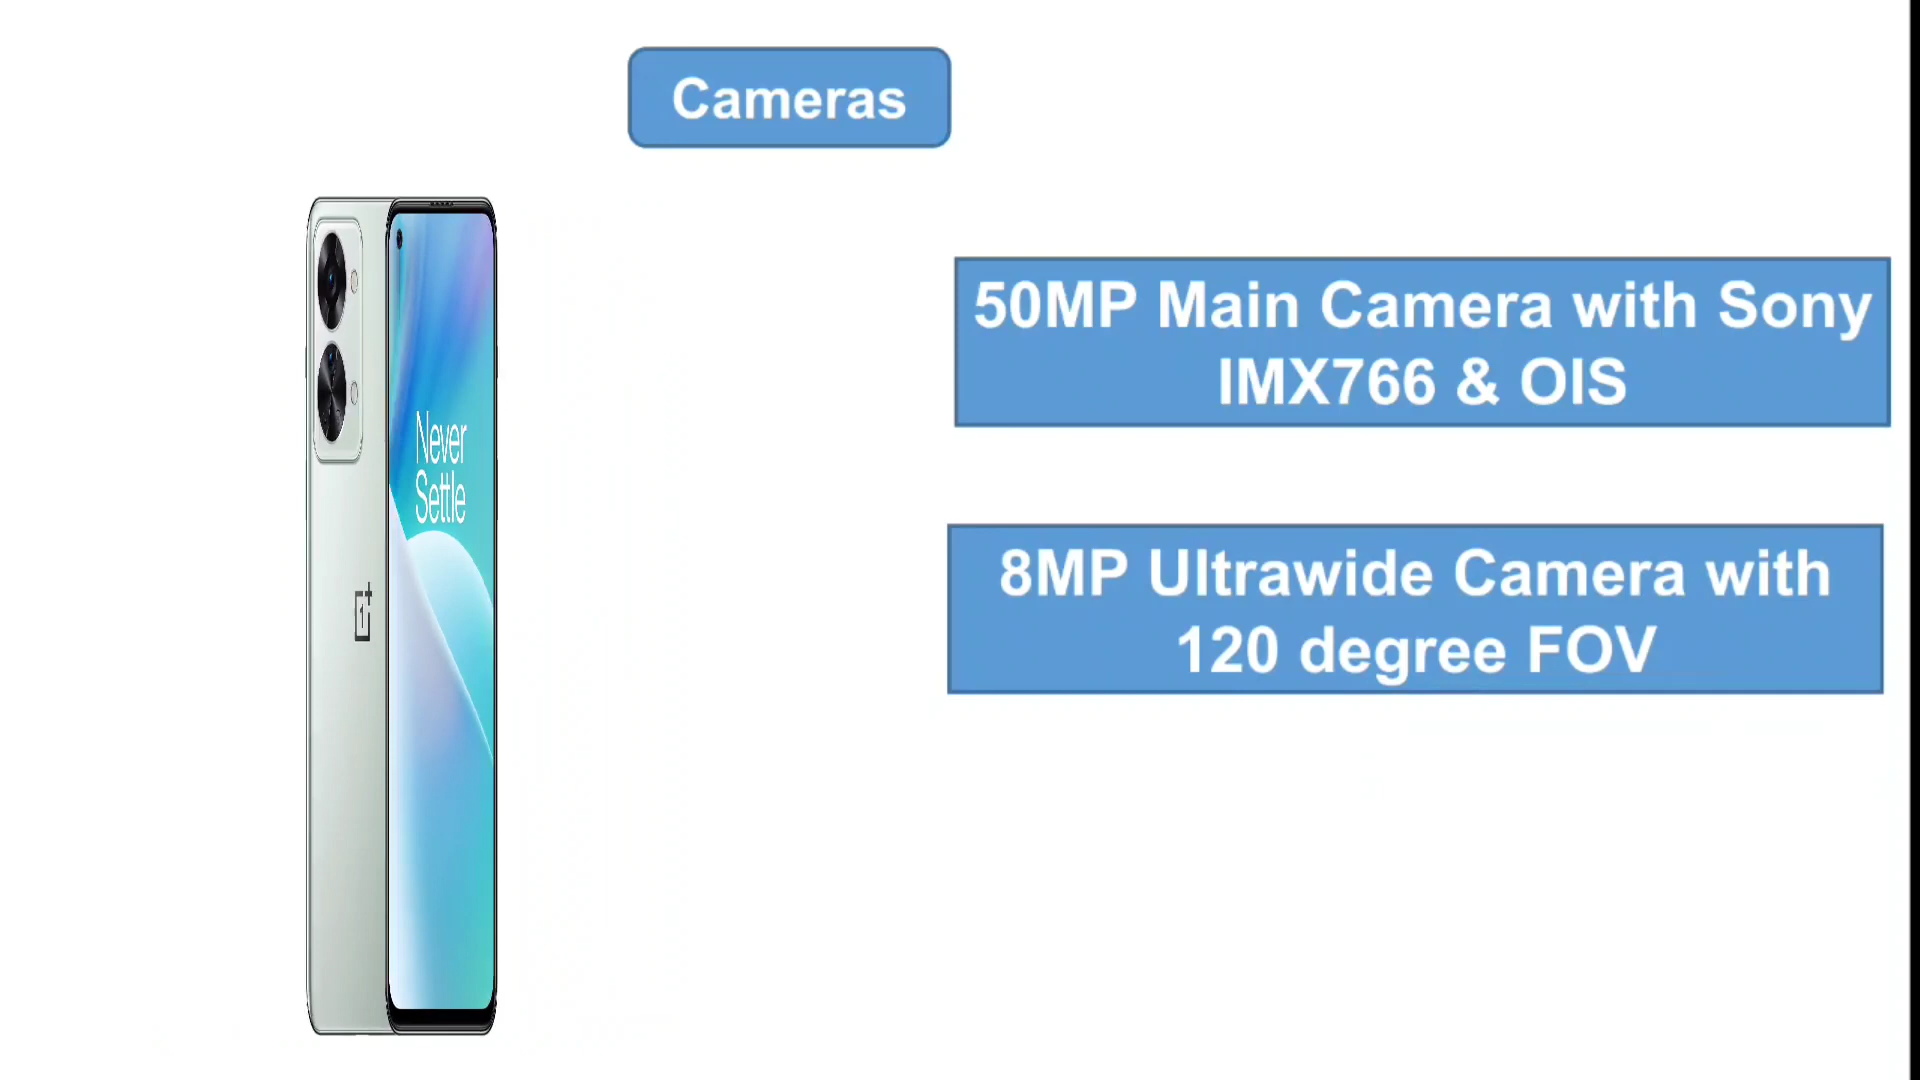 Cameras
50MP Main Camera with Sony
IMX766 & OIS
Never
Settle
8MP Ultrawide Camera with
120 degree FOV